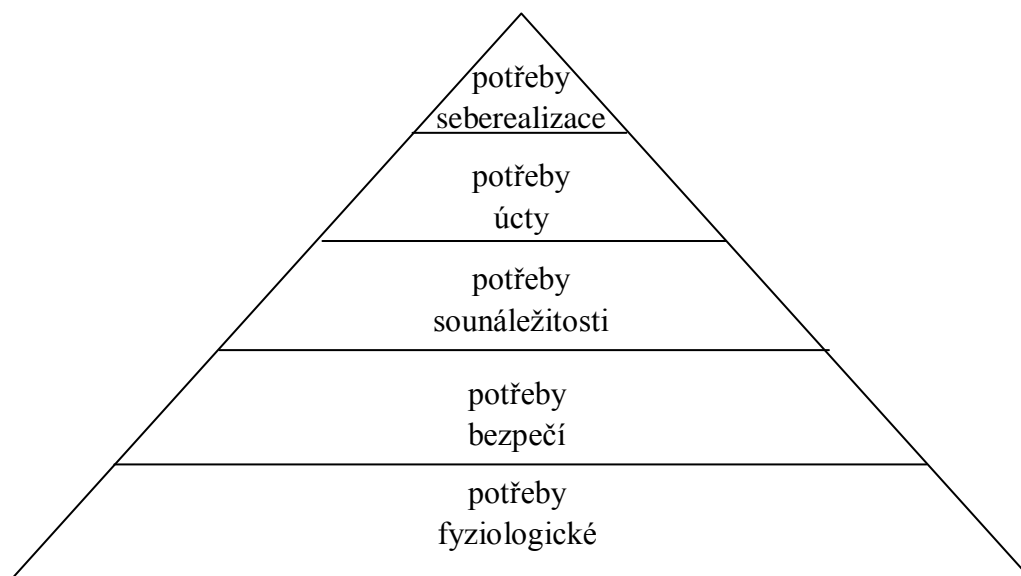 potřeby
seberealizace
potřeby
úcty
potřeby
sounáležitosti
potřeby
bezpečí
potřeby
fyziologické